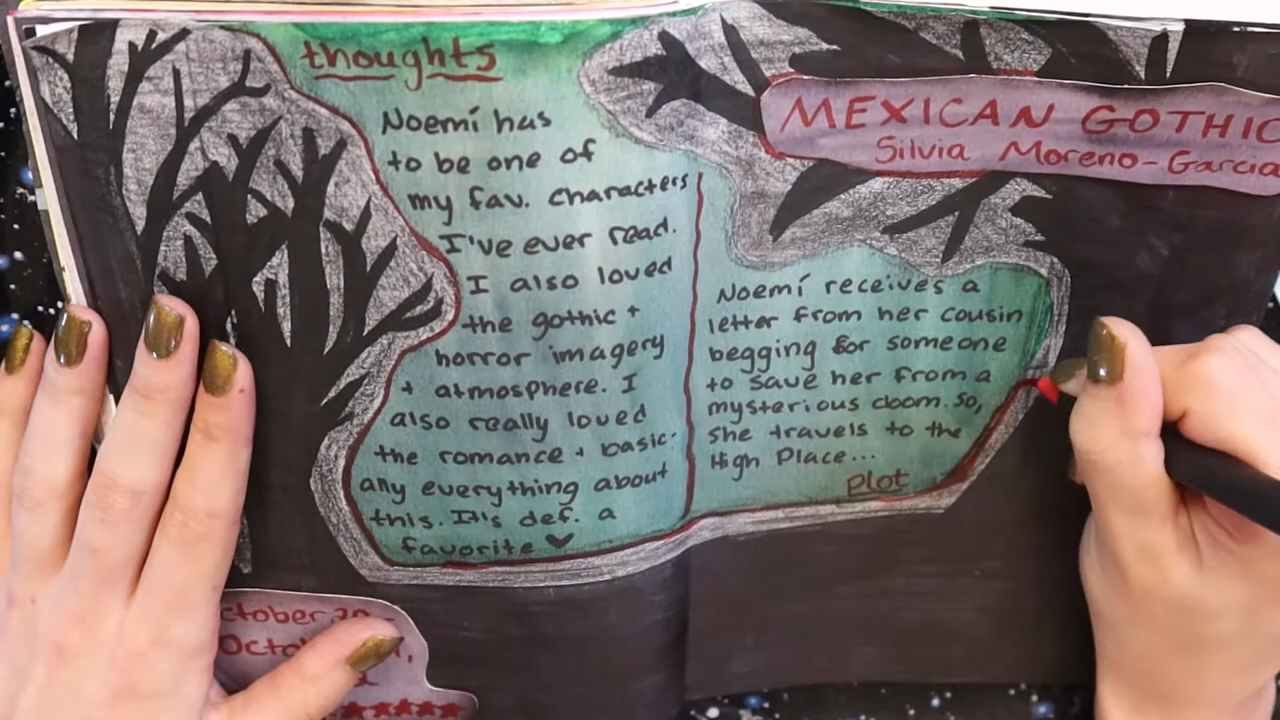 thoughts
Noemí has
to be one of
my fav. characters
I've ever read.
I also loved
the gothic +
horror imagery
+ atmosphere. I
also really loved
the romance + basic-
ally everything about
this. It's def. a
favorite
MEXICAN GOTHIC
Silvia Moreno-Garcia
Noemí receives a
letter from her cousin
begging for someone
to save her from a
mysterious doom. So,
she travels to the
High Place...
Plot